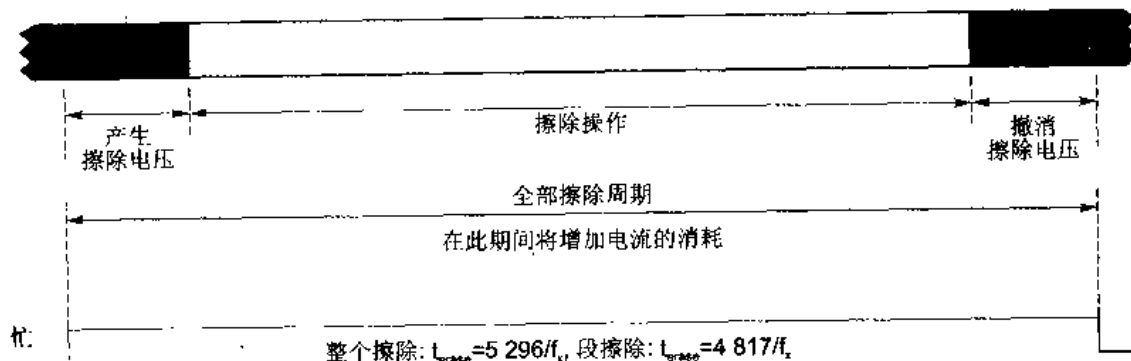 产生
擦除电压
擦除操作
撤消
擦除电压
全部擦除周期
在此期间将增加电流的消耗
忙
整个擦除: t =5 296/f , 段擦除: t =4 817/fx